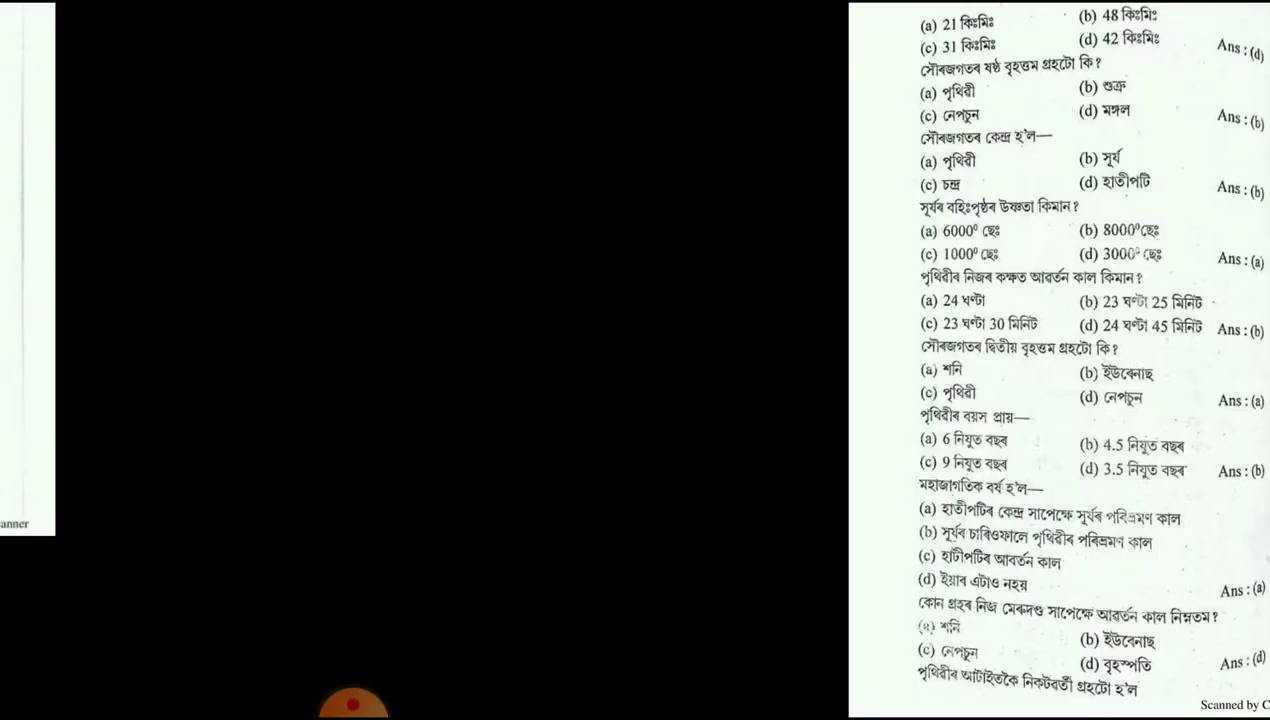 anner
(a) 21 কিঃমিঃ (b) 48 কিঃমিঃ
(c) 31 কিঃমিঃ (d) 42 কিঃমিঃ Ans : (d)
সৌৰজগতৰ ষষ্ঠ বৃহত্তম গ্ৰহটো কি?
(a) পৃথিৱী (b) শুক্ৰ
(c) নেপচুন (d) মঙ্গল Ans : (b)
সৌৰজগতৰ কেন্দ্ৰ হ'ল—
(a) পৃথিৱী (b) সূৰ্য
(c) চন্দ্ৰ (d) হাতীপটি Ans : (b)
সূৰ্যৰ বহিঃপৃষ্ঠৰ উষ্ণতা কিমান?
(a) 6000⁰ ছেঃ (b) 8000⁰ছেঃ
(c) 1000⁰ ছেঃ (d) 3000⁰ ছেঃ Ans : (a)
পৃথিৱীৰ নিজৰ কক্ষত আৱৰ্তন কাল কিমান?
(a) 24 ঘণ্টা (b) 23 ঘণ্টা 25 মিনিট
(c) 23 ঘণ্টা 30 মিনিট (d) 24 ঘণ্টা 45 মিনিট Ans : (b)
সৌৰজগতৰ দ্বিতীয় বৃহত্তম গ্ৰহটো কি?
(a) শনি (b) ইউৰেনাছ
(c) পৃথিৱী (d) নেপচুন Ans : (a)
পৃথিৱীৰ বয়স প্ৰায়—
(a) 6 নিযুত বছৰ (b) 4.5 নিযুত বছৰ
(c) 9 নিযুত বছৰ (d) 3.5 নিযুত বছৰ Ans : (b)
মহাজাগতিক বৰ্ষ হ'ল—
(a) হাতীপটিৰ কেন্দ্ৰ সাপেক্ষে সূৰ্যৰ পৰিভ্ৰমণ কাল
(b) সূৰ্যৰ চাৰিওফালে পৃথিৱীৰ পৰিভ্ৰমণ কাল
(c) হাটীপটিৰ আবৰ্তন কাল
(d) ইয়াৰ এটাও নহয় Ans : (a)
কোন গ্ৰহৰ নিজ মেৰুদণ্ড সাপেক্ষে আৱৰ্তন কাল নিম্নতম?
(a) শনি (b) ইউৰেনাছ
(c) নেপচুন (d) বৃহস্পতি Ans : (d)
পৃথিৱীৰ আটাইতকৈ নিকটবৰ্তী গ্ৰহটো হ'ল
Scanned by C